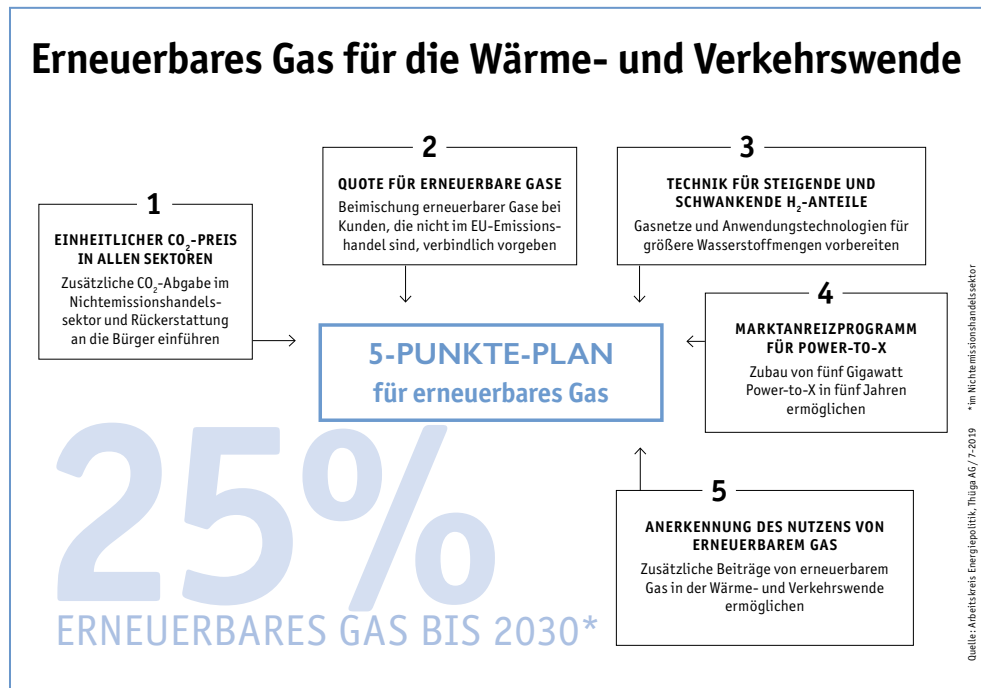 Erneuerbares Gas für die Wärme- und Verkehrswende
1
EINHEITLICHER CO₂-PREIS
IN ALLEN SEKTOREN
Zusätzliche CO₂-Abgabe im
Nichtemissionshandels-
sektor und Rückerstattung
an die Bürger einführen
2
QUOTE FÜR ERNEUERBARE GASE
Beimischung erneuerbarer Gase bei
Kunden, die nicht im EU-Emissions-
handel sind, verbindlich vorgeben
3
TECHNIK FÜR STEIGENDE UND
SCHWANKENDE H₂-ANTEILE
Gasnetze und Anwendungstechnologien für
größere Wasserstoffmengen vorbereiten
4
MARKTANREIZPROGRAMM
FÜR POWER-TO-X
Zubau von fünf Gigawatt
Power-to-X in fünf Jahren
ermöglichen
5
ANERKENNUNG DES NUTZENS VON
ERNEUERBAREM GAS
Zusätzliche Beiträge von erneuerbarem
Gas in der Wärme- und Verkehrswende
ermöglichen
5-PUNKTE-PLAN
für erneuerbares Gas
25%
ERNEUERBARES GAS BIS 2030*
Quelle: Arbeitskreis Energiepolitik, Thüga AG / 7-2019 *im Nichtemissionshandelssektor